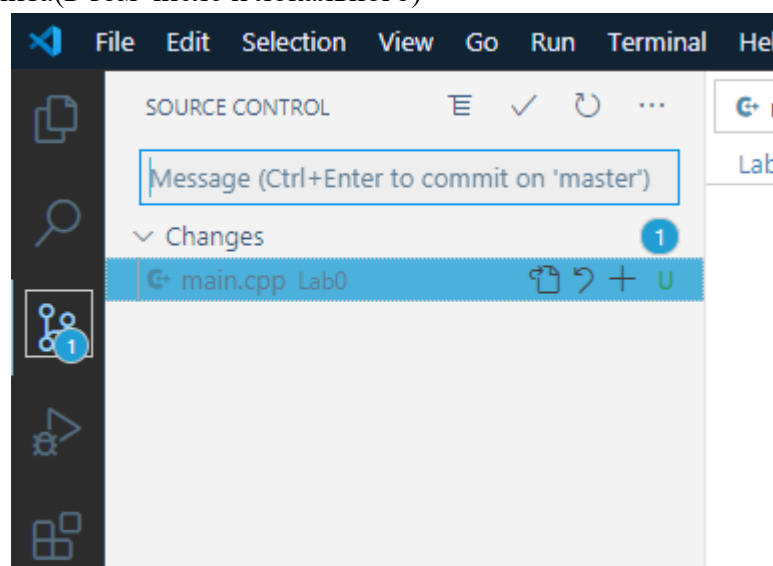 File Edit Selection View Go Run Terminal
SOURCE CONTROL
Message (Ctrl+Enter to commit on 'master')
Changes 1
main.cpp Lab0 U
1
Lab